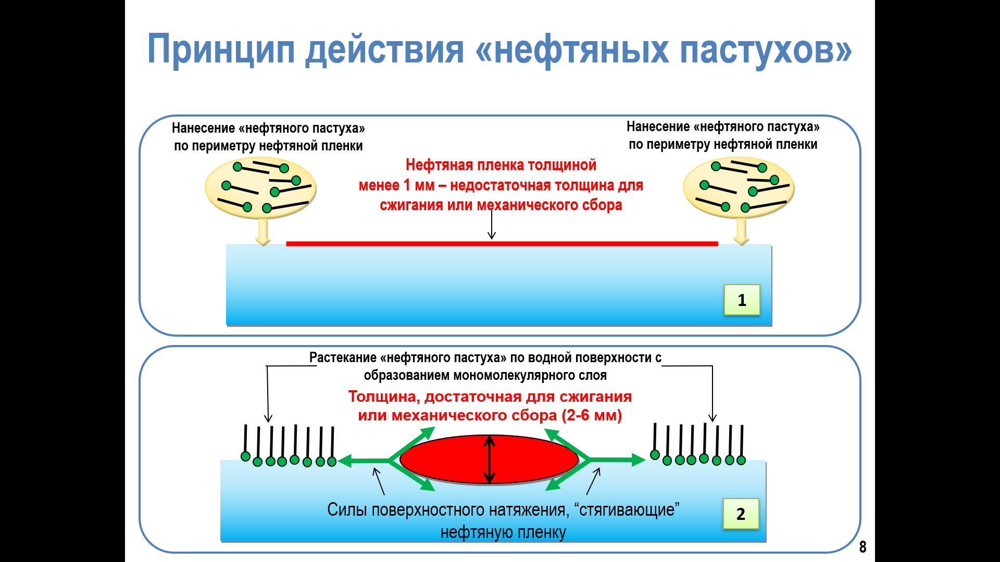 Принцип действия «нефтяных пастухов»
Нанесение «нефтяного пастуха»
по периметру нефтяной пленки
Нанесение «нефтяного пастуха»
по периметру нефтяной пленки
Нефтяная пленка толщиной
менее 1 мм – недостаточная толщина для
сжигания или механического сбора
1
Растекание «нефтяного пастуха» по водной поверхности с
образованием мономолекулярного слоя
Толщина, достаточная для сжигания
или механического сбора (2-6 мм)
Силы поверхностного натяжения, “стягивающие”
нефтяную пленку
2
8